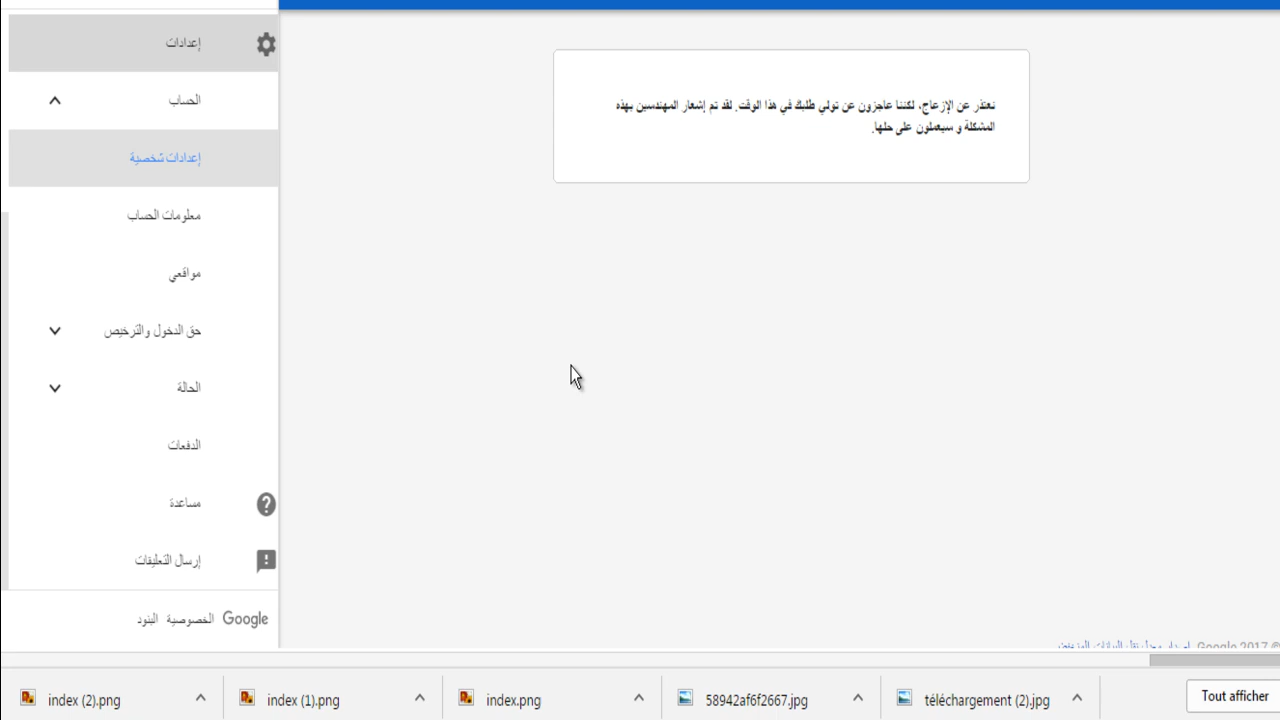 إعدادات
الحساب
إعدادات شخصية
معلومات الحساب
مواقعي
حق الدخول والترخيص
الحالة
الدفعات
مساعدة
إرسال التعليقات
Google الخصوصية البنود
نعتذر عن الإزعاج، لكننا عاجزون عن تولي طلبك في هذا الوقت. لقد تم إشعار المهندسين بهذه
المشكلة و سيعملون على حلها.
Google 2017 ©
index (2).png
index (1).png
index.png
58942af6f2667.jpg
téléchargement (2).jpg
Tout afficher